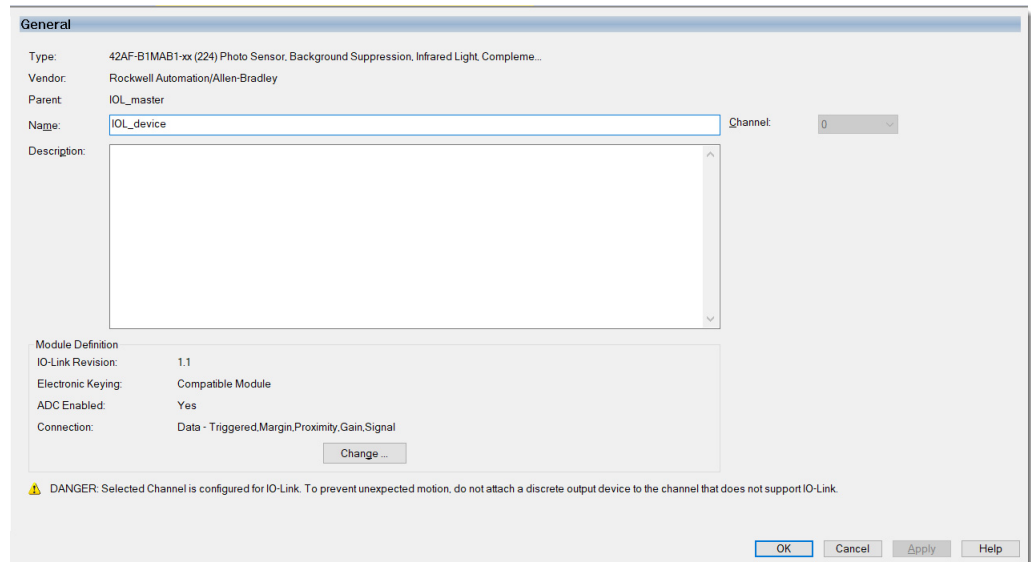 General
Type: 42AF-B1MAB1-xx (224) Photo Sensor, Background Suppression, Infrared Light, Compleme...
Vendor: Rockwell Automation/Allen-Bradley
Parent: IOL_master
Name: IOL_device Channel: 0
Description:
Module Definition
IO-Link Revision: 1.1
Electronic Keying: Compatible Module
ADC Enabled: Yes
Connection: Data - Triggered,Margin,Proximity,Gain,Signal
Change ...
DANGER: Selected Channel is configured for IO-Link. To prevent unexpected motion, do not attach a discrete output device to the channel that does not support IO-Link.
OK Cancel Apply Help